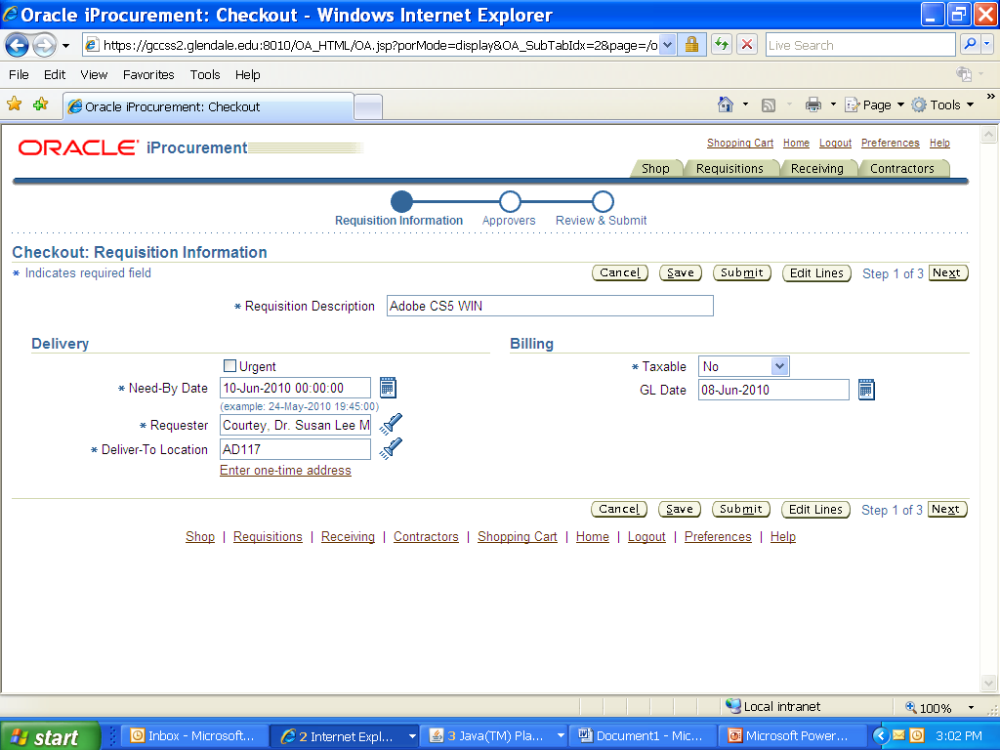 Oracle iProcurement: Checkout - Windows Internet Explorer
https://gccss2.glendale.edu:8010/OA_HTML/OA.jsp?porMode=display&OA_SubTabIdx=2&page=/o
Live Search
File Edit View Favorites Tools Help
Oracle iProcurement: Checkout
Page Tools »
ORACLE iProcurement
Shopping Cart Home Logout Preferences Help
Shop Requisitions Receiving Contractors
Requisition Information Approvers Review & Submit
Checkout: Requisition Information
* Indicates required field
Cancel Save Submit Edit Lines Step 1 of 3 Next
* Requisition Description Adobe CS5 WIN
Delivery Billing
Urgent
* Taxable No
* Need-By Date 10-Jun-2010 00:00:00
GL Date 08-Jun-2010
(example: 24-May-2010 19:45:00)
* Requester Courtey, Dr. Susan Lee M
* Deliver-To Location AD117
Enter one-time address
Cancel Save Submit Edit Lines Step 1 of 3 Next
Shop | Requisitions | Receiving | Contractors | Shopping Cart | Home | Logout | Preferences | Help
Local intranet 100%
start Inbox - Microsoft... 2 Internet Expl... 3 Java(TM) Pla... Document1 - Mic... Microsoft Power... 3:02 PM